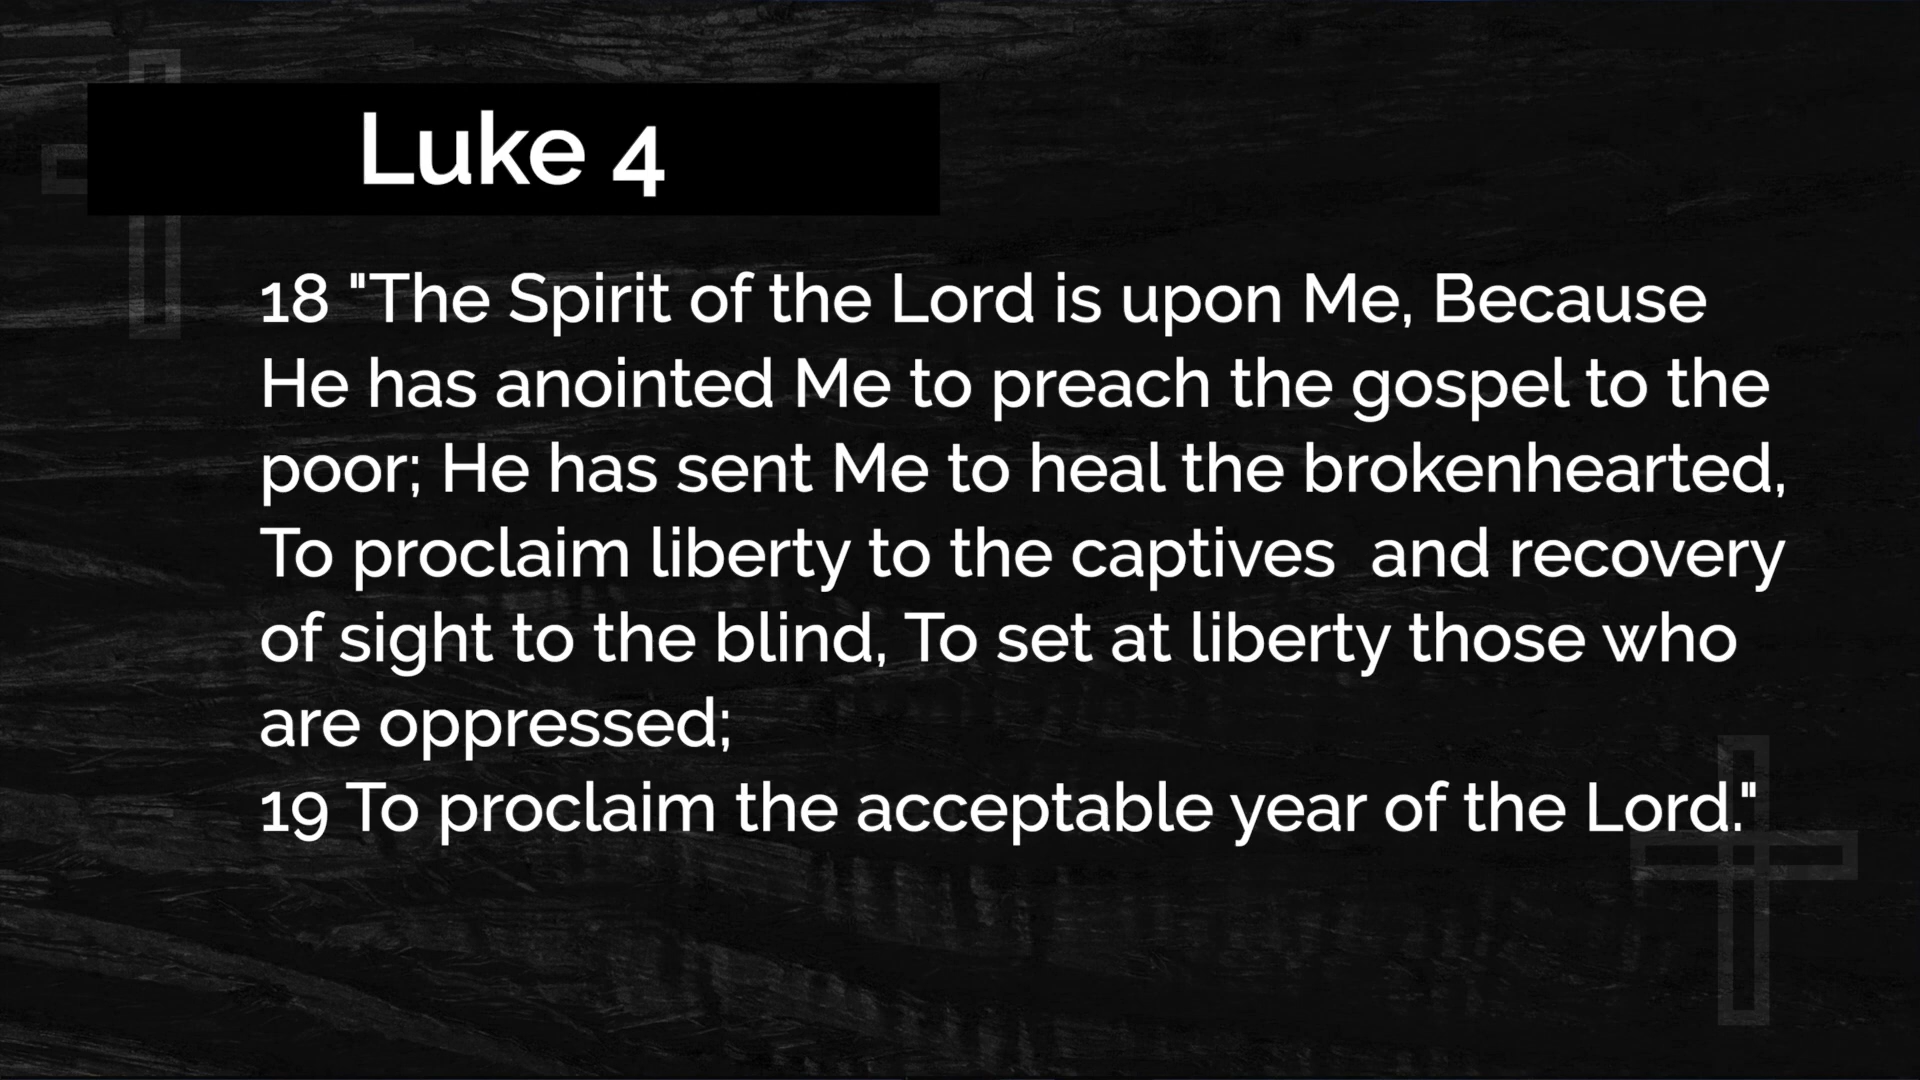 Luke 4
18 "The Spirit of the Lord is upon Me, Because
He has anointed Me to preach the gospel to the
poor; He has sent Me to heal the brokenhearted,
To proclaim liberty to the captives  and recovery
of sight to the blind, To set at liberty those who
are oppressed;
19 To proclaim the acceptable year of the Lord."